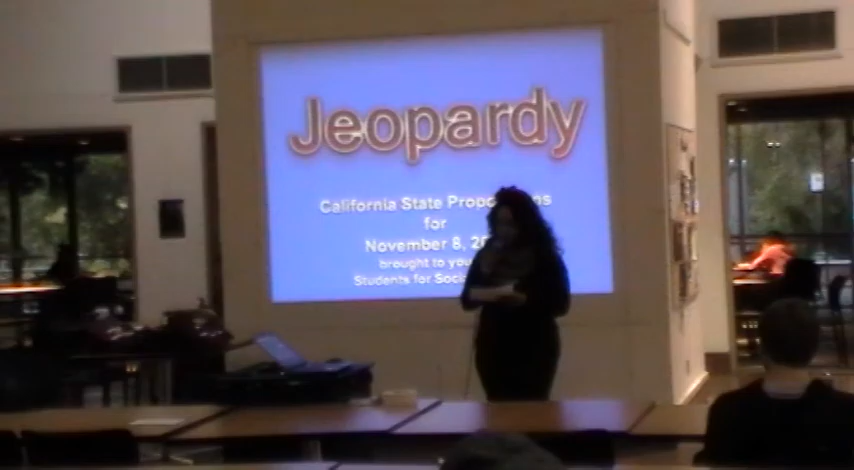 Jeopardy
California State
for
November 8,
brought to you
Students for